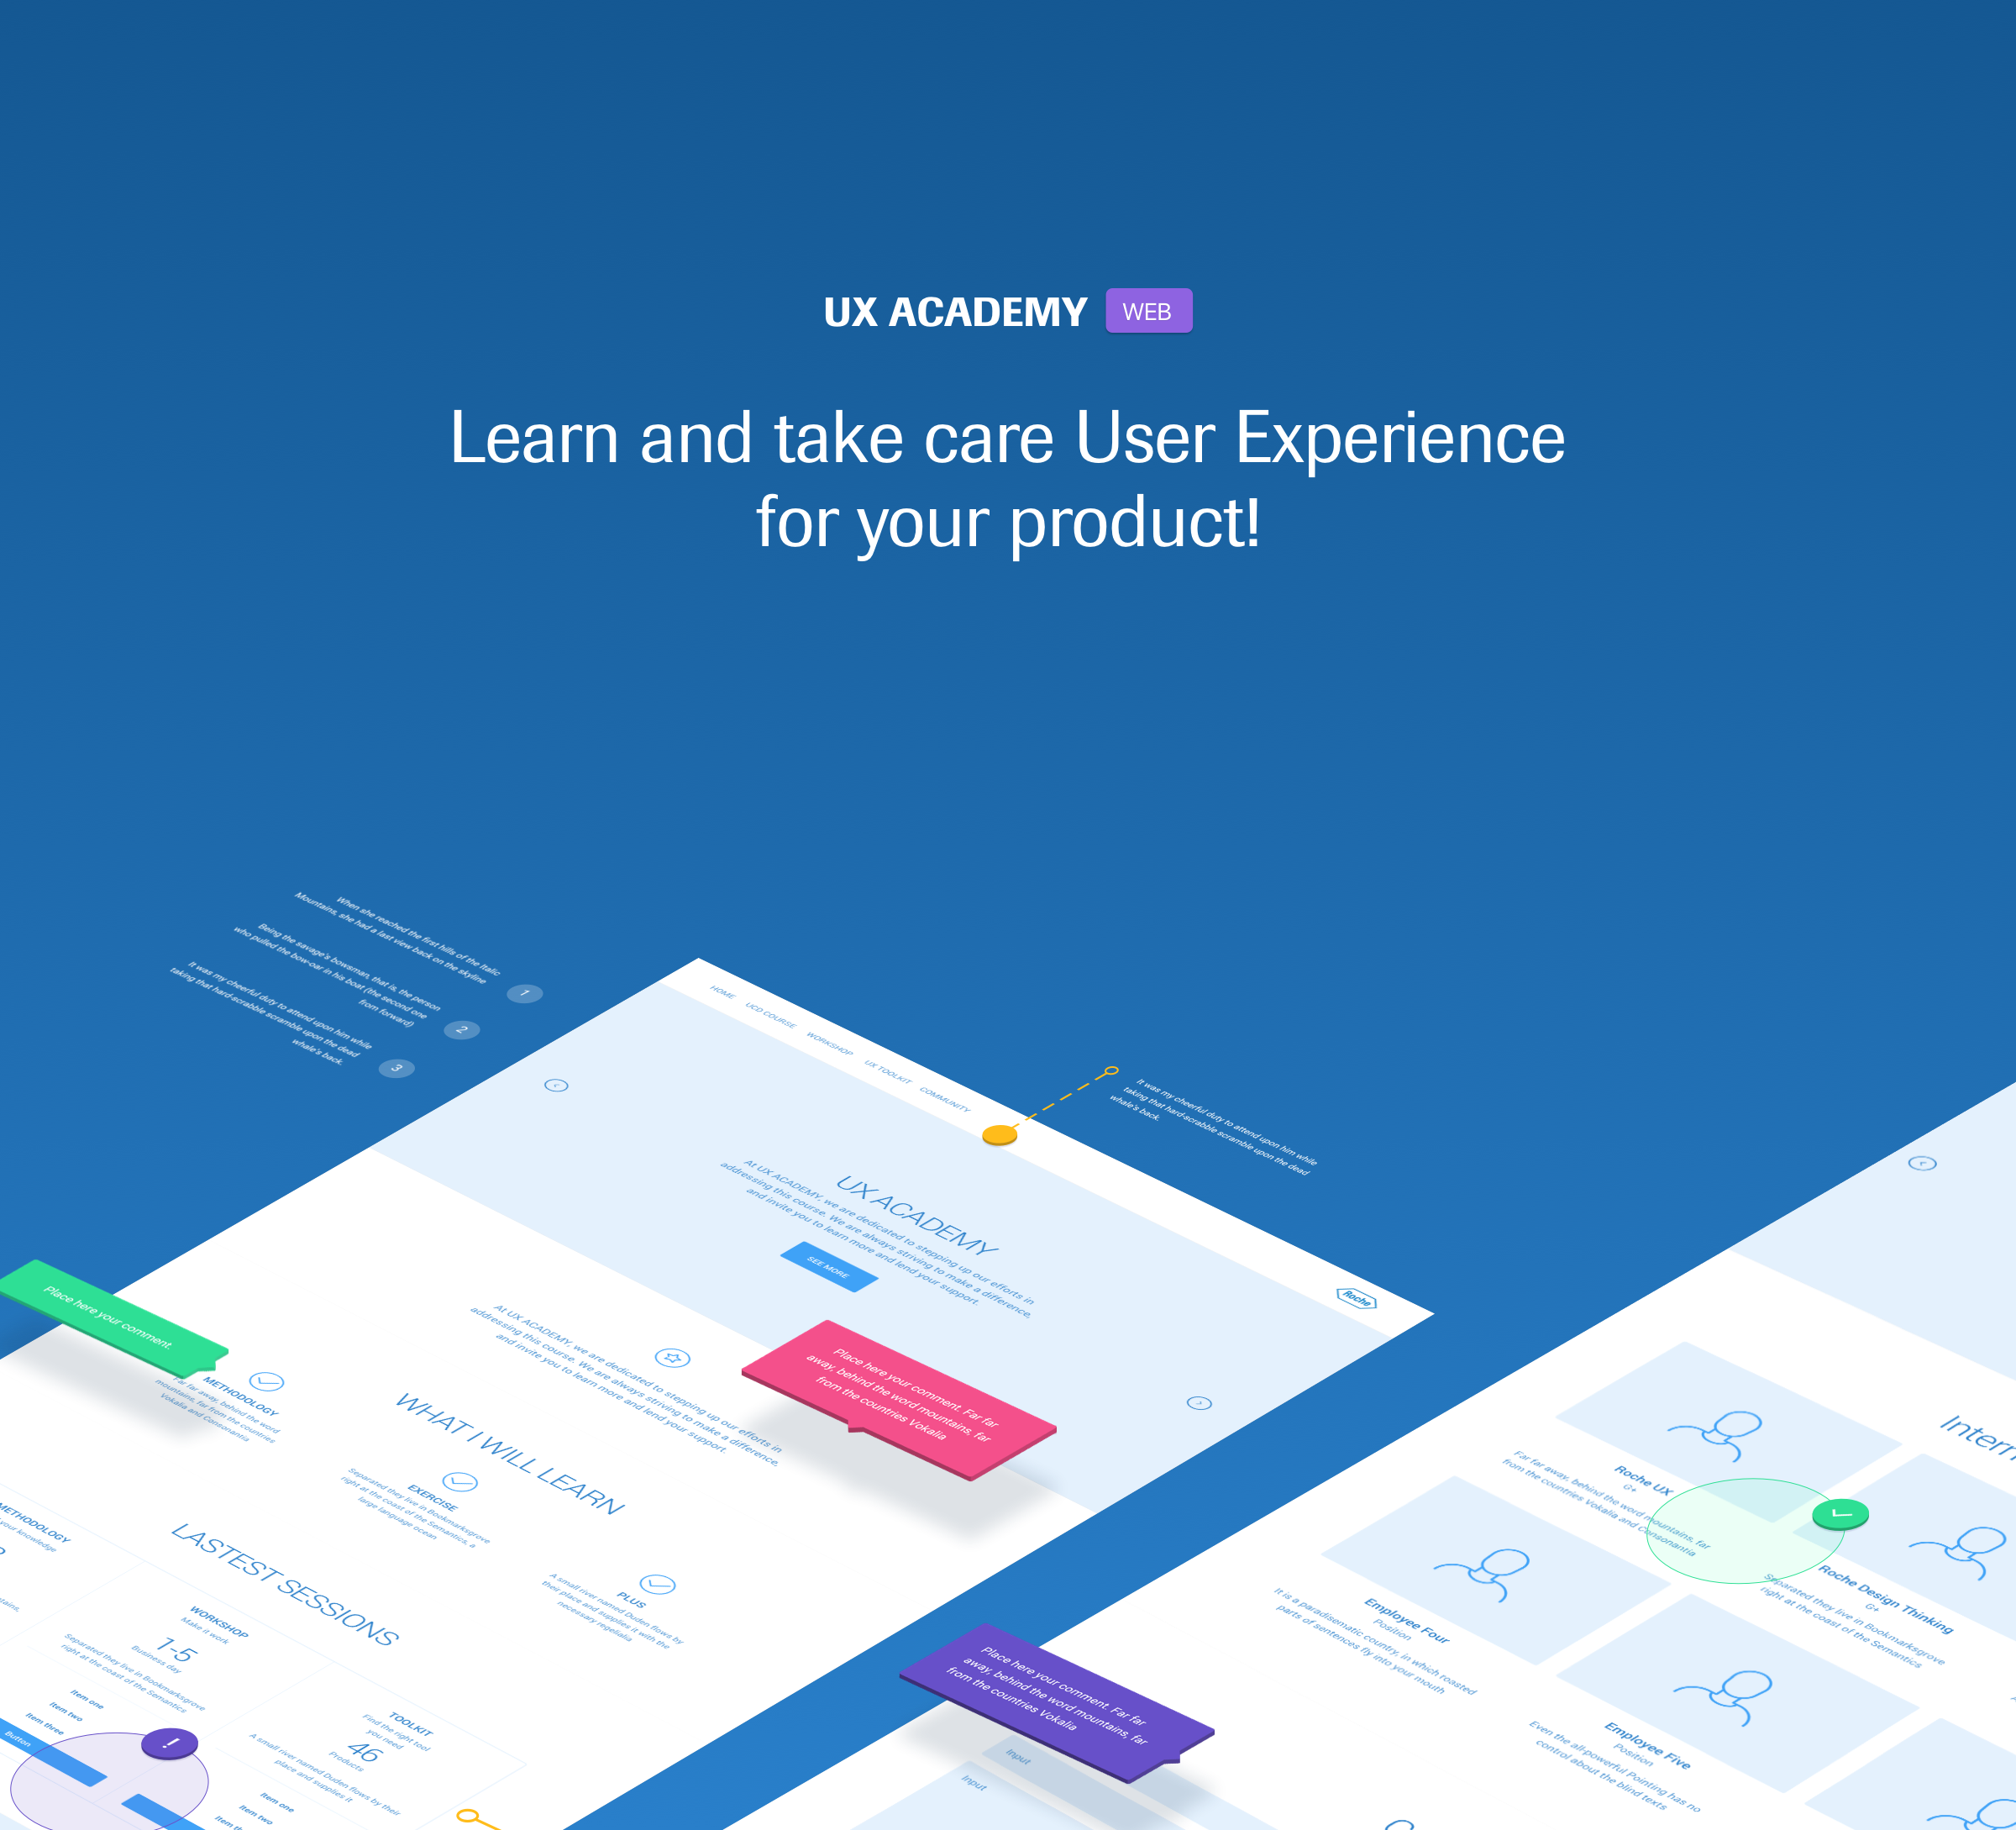 UX ACADEMY WEB
Learn and take care User Experience
for your product!
When she reached the first hills of the Italic
Mountains, she had a last view back on the skyline
1
Being the savage's bowsman, that is, the person
who pulled the bow-oar in his boat (the second one
from forward)
2
It was my cheerful duty to attend upon him while
taking that hard-scrabble scramble upon the dead
whale's back.
3
HOME UCD COURSE WORKSHOP UX TOOLKIT COMMUNITY
Roche
It was my cheerful duty to attend upon him while
taking that hard-scrabble scramble upon the dead
whale's back.
UX ACADEMY
At UX ACADEMY, we are dedicated to stepping up our efforts in
addressing this course. We are always striving to make a difference,
and invite you to learn more and lend your support.
SEE MORE
At UX ACADEMY, we are dedicated to stepping up our efforts in
addressing this course. We are always striving to make a difference,
and invite you to learn more and lend your support.
Place here your comment. Far far
away, behind the word mountains, far
from the countries Vokalia
Place here your comment.
WHAT I WILL LEARN
METHODOLOGY
Far far away, behind the word
mountains, far from the countries
Vokalia and Consonantia
EXERCISE
Separated they live in Bookmarksgrove
right at the coast of the Semantics, a
large language ocean
PLUS
A small river named Duden flows by
their place and supplies it with the
necessary regelialia
LASTEST SESSIONS
METHODOLOGY
your knowledge
WORKSHOP
Make it work
1-5
Business day
Separated they live in Bookmarksgrove
right at the coast of the Semantics
Item one
Item two
Item three
Button
!
TOOLKIT
Find the right tool
you need
46
Products
A small river named Duden flows by their
place and supplies it
Item one
Item two
Place here your comment. Far far
away, behind the word mountains, far
from the countries Vokalia
Input
Input
Intern
Roche UX
G+
Far far away, behind the word mountains, far
from the countries Vokalia and Consonantia
Roche Design Thinking
G+
Separated they live in Bookmarksgrove
right at the coast of the Semantics
Employee Four
Position
It is a paradisematic country, in which roasted
parts of sentences fly into your mouth
Employee Five
Position
Even the all-powerful Pointing has no
control about the blind texts